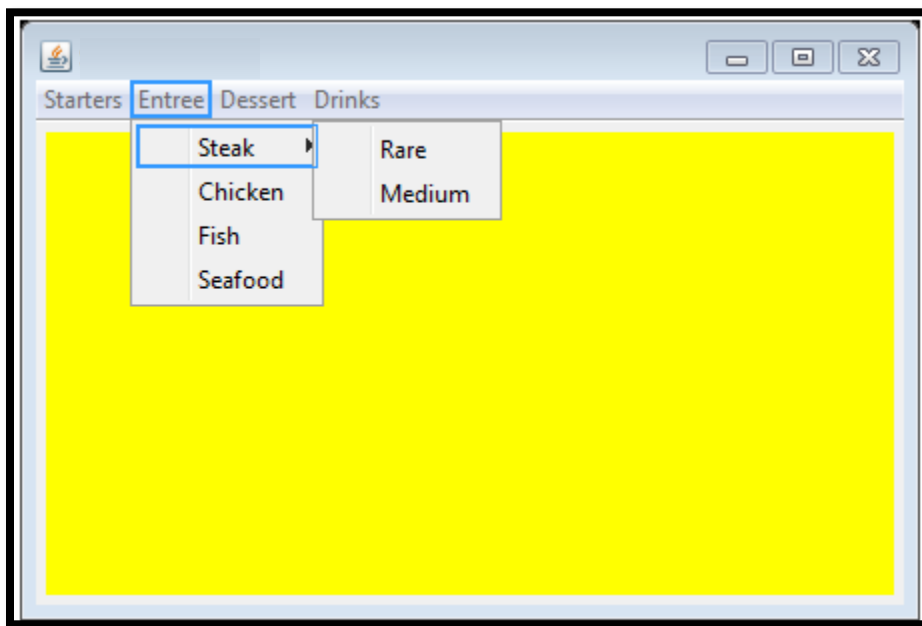 Starters Entree Dessert Drinks
Steak
Chicken
Fish
Seafood
Rare
Medium